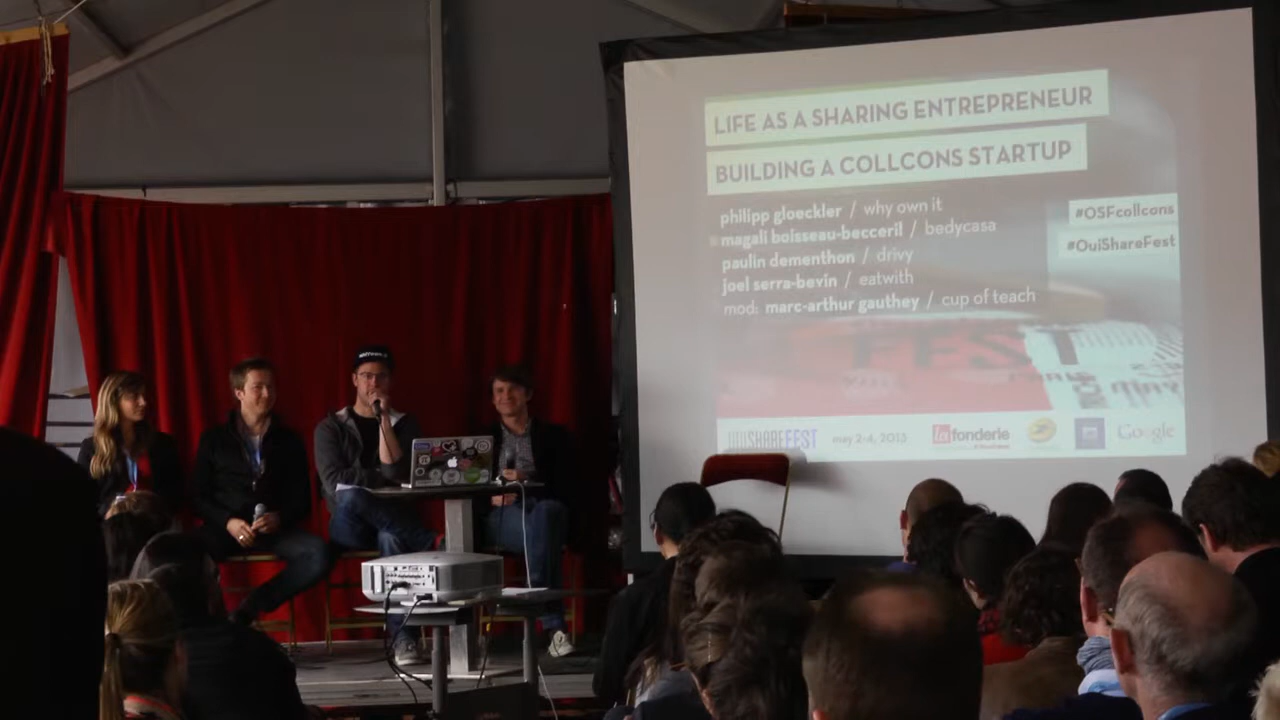 LIFE AS A SHARING ENTREPRENEUR
BUILDING A COLLCONS STARTUP
philipp gloeckler / why own it
magali boisseau-becceril / bedycasa
paulin dementhon / drivy
joel serra-bevin / eatwith
mod: marc-arthur gauthey / cup of teach
#OSFcollcons
#OuiShareFest
FEST
OUISHAREFEST may 2-4, 2013 lafonderie Google